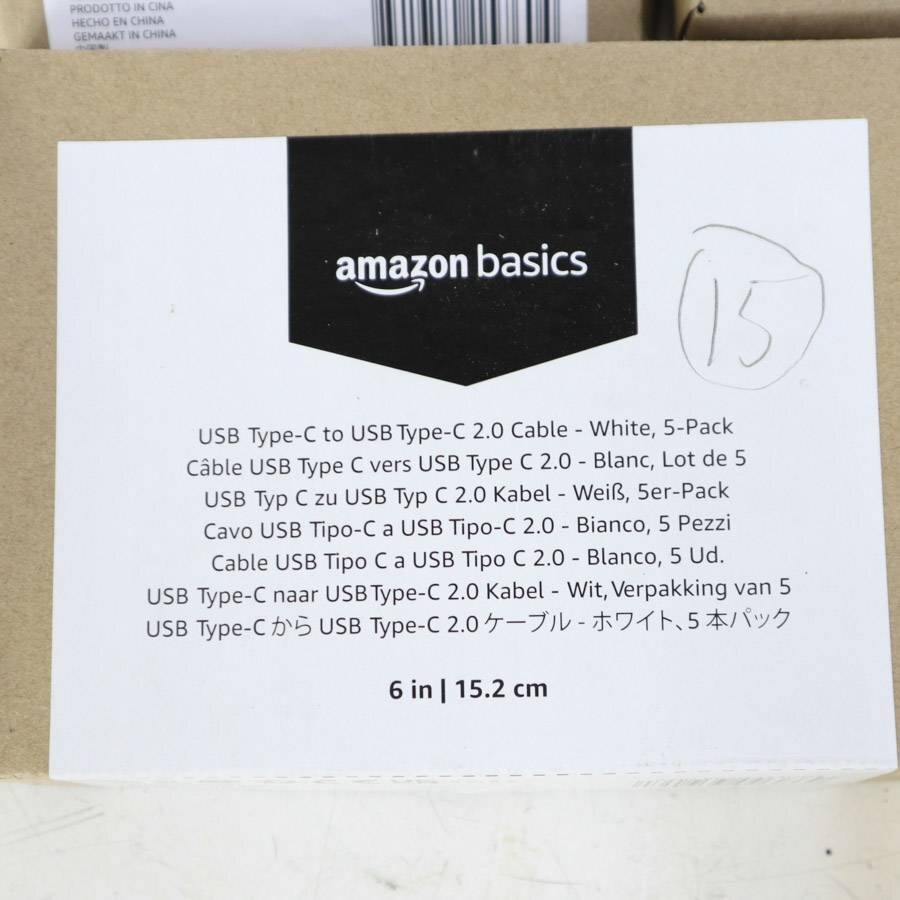 PRODOTTO IN CINA
HECHO EN CHINA
GEMAAKT IN CHINA
amazon basics
15
USB Type-C to USB Type-C 2.0 Cable - White, 5-Pack
Câble USB Type C vers USB Type C 2.0 - Blanc, Lot de 5
USB Typ C zu USB Typ C 2.0 Kabel - Weiß, 5er-Pack
Cavo USB Tipo-C a USB Tipo-C 2.0 - Bianco, 5 Pezzi
Cable USB Tipo C a USB Tipo C 2.0 - Blanco, 5 Ud.
USB Type-C naar USB Type-C 2.0 Kabel - Wit, Verpakking van 5
USB Type-C から USB Type-C 2.0 ケーブル - ホワイト、5 本パック
6 in | 15.2 cm